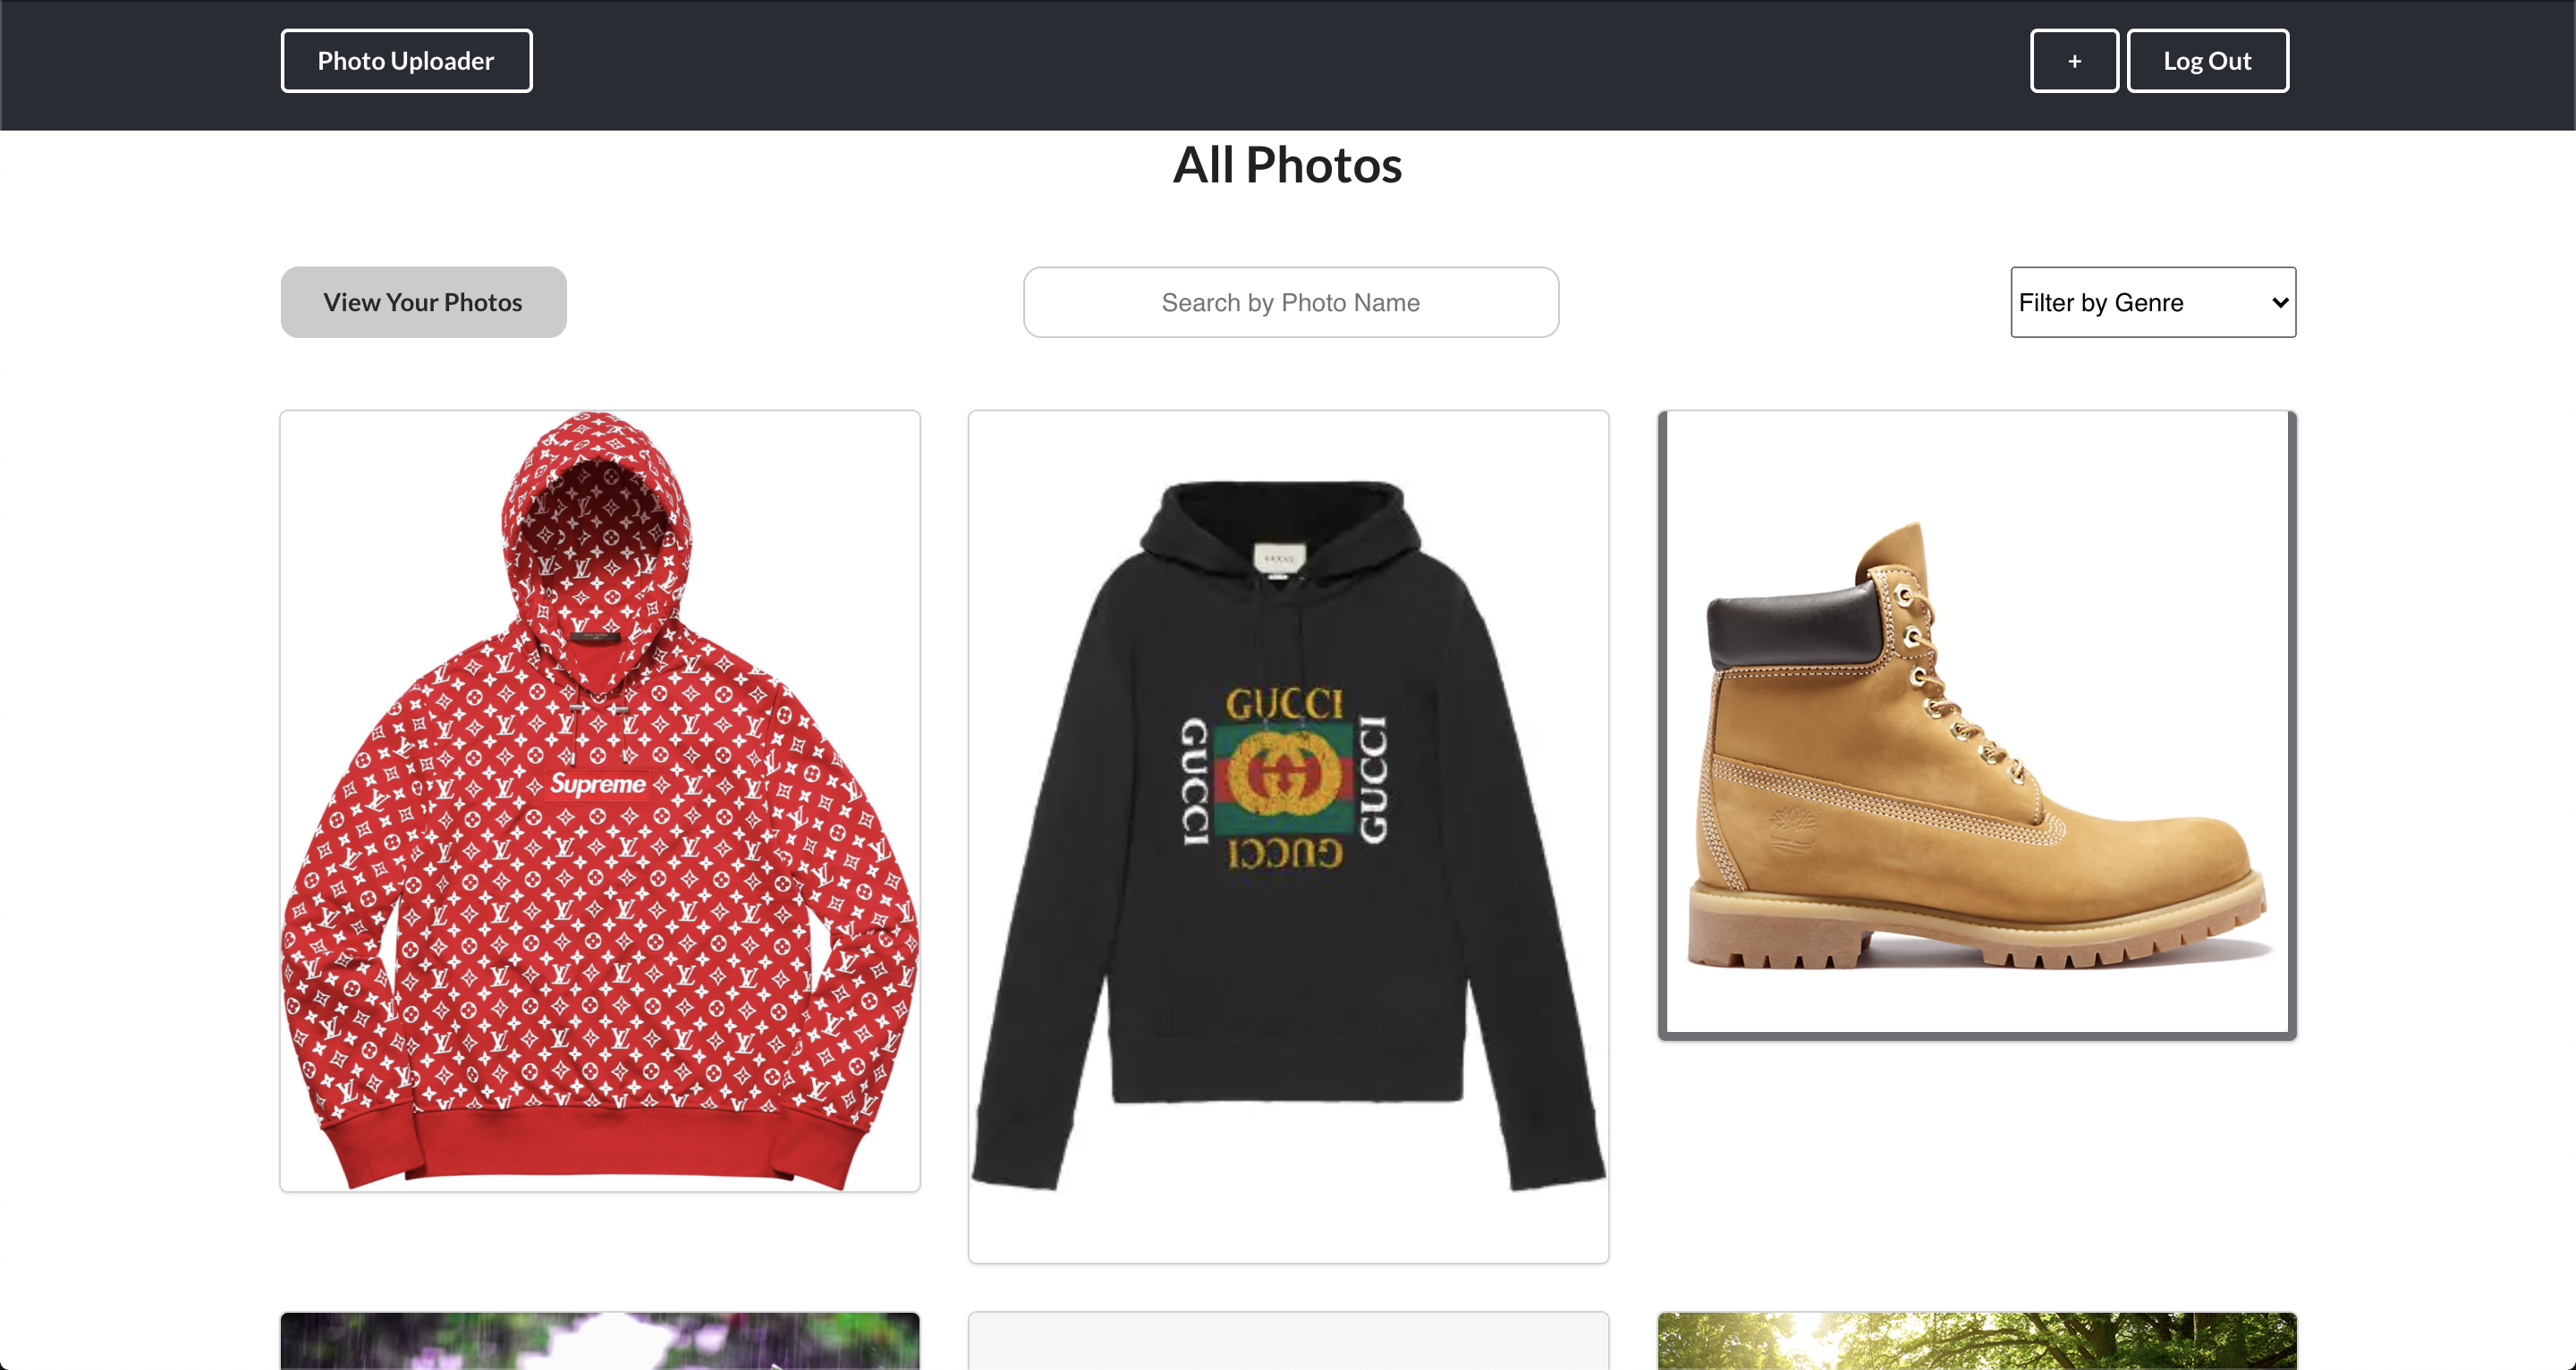 Photo Uploader
+
Log Out
All Photos
View Your Photos
Search by Photo Name
Filter by Genre
Supreme
GUCCI
GUCCI
GUCCI
GUCCI